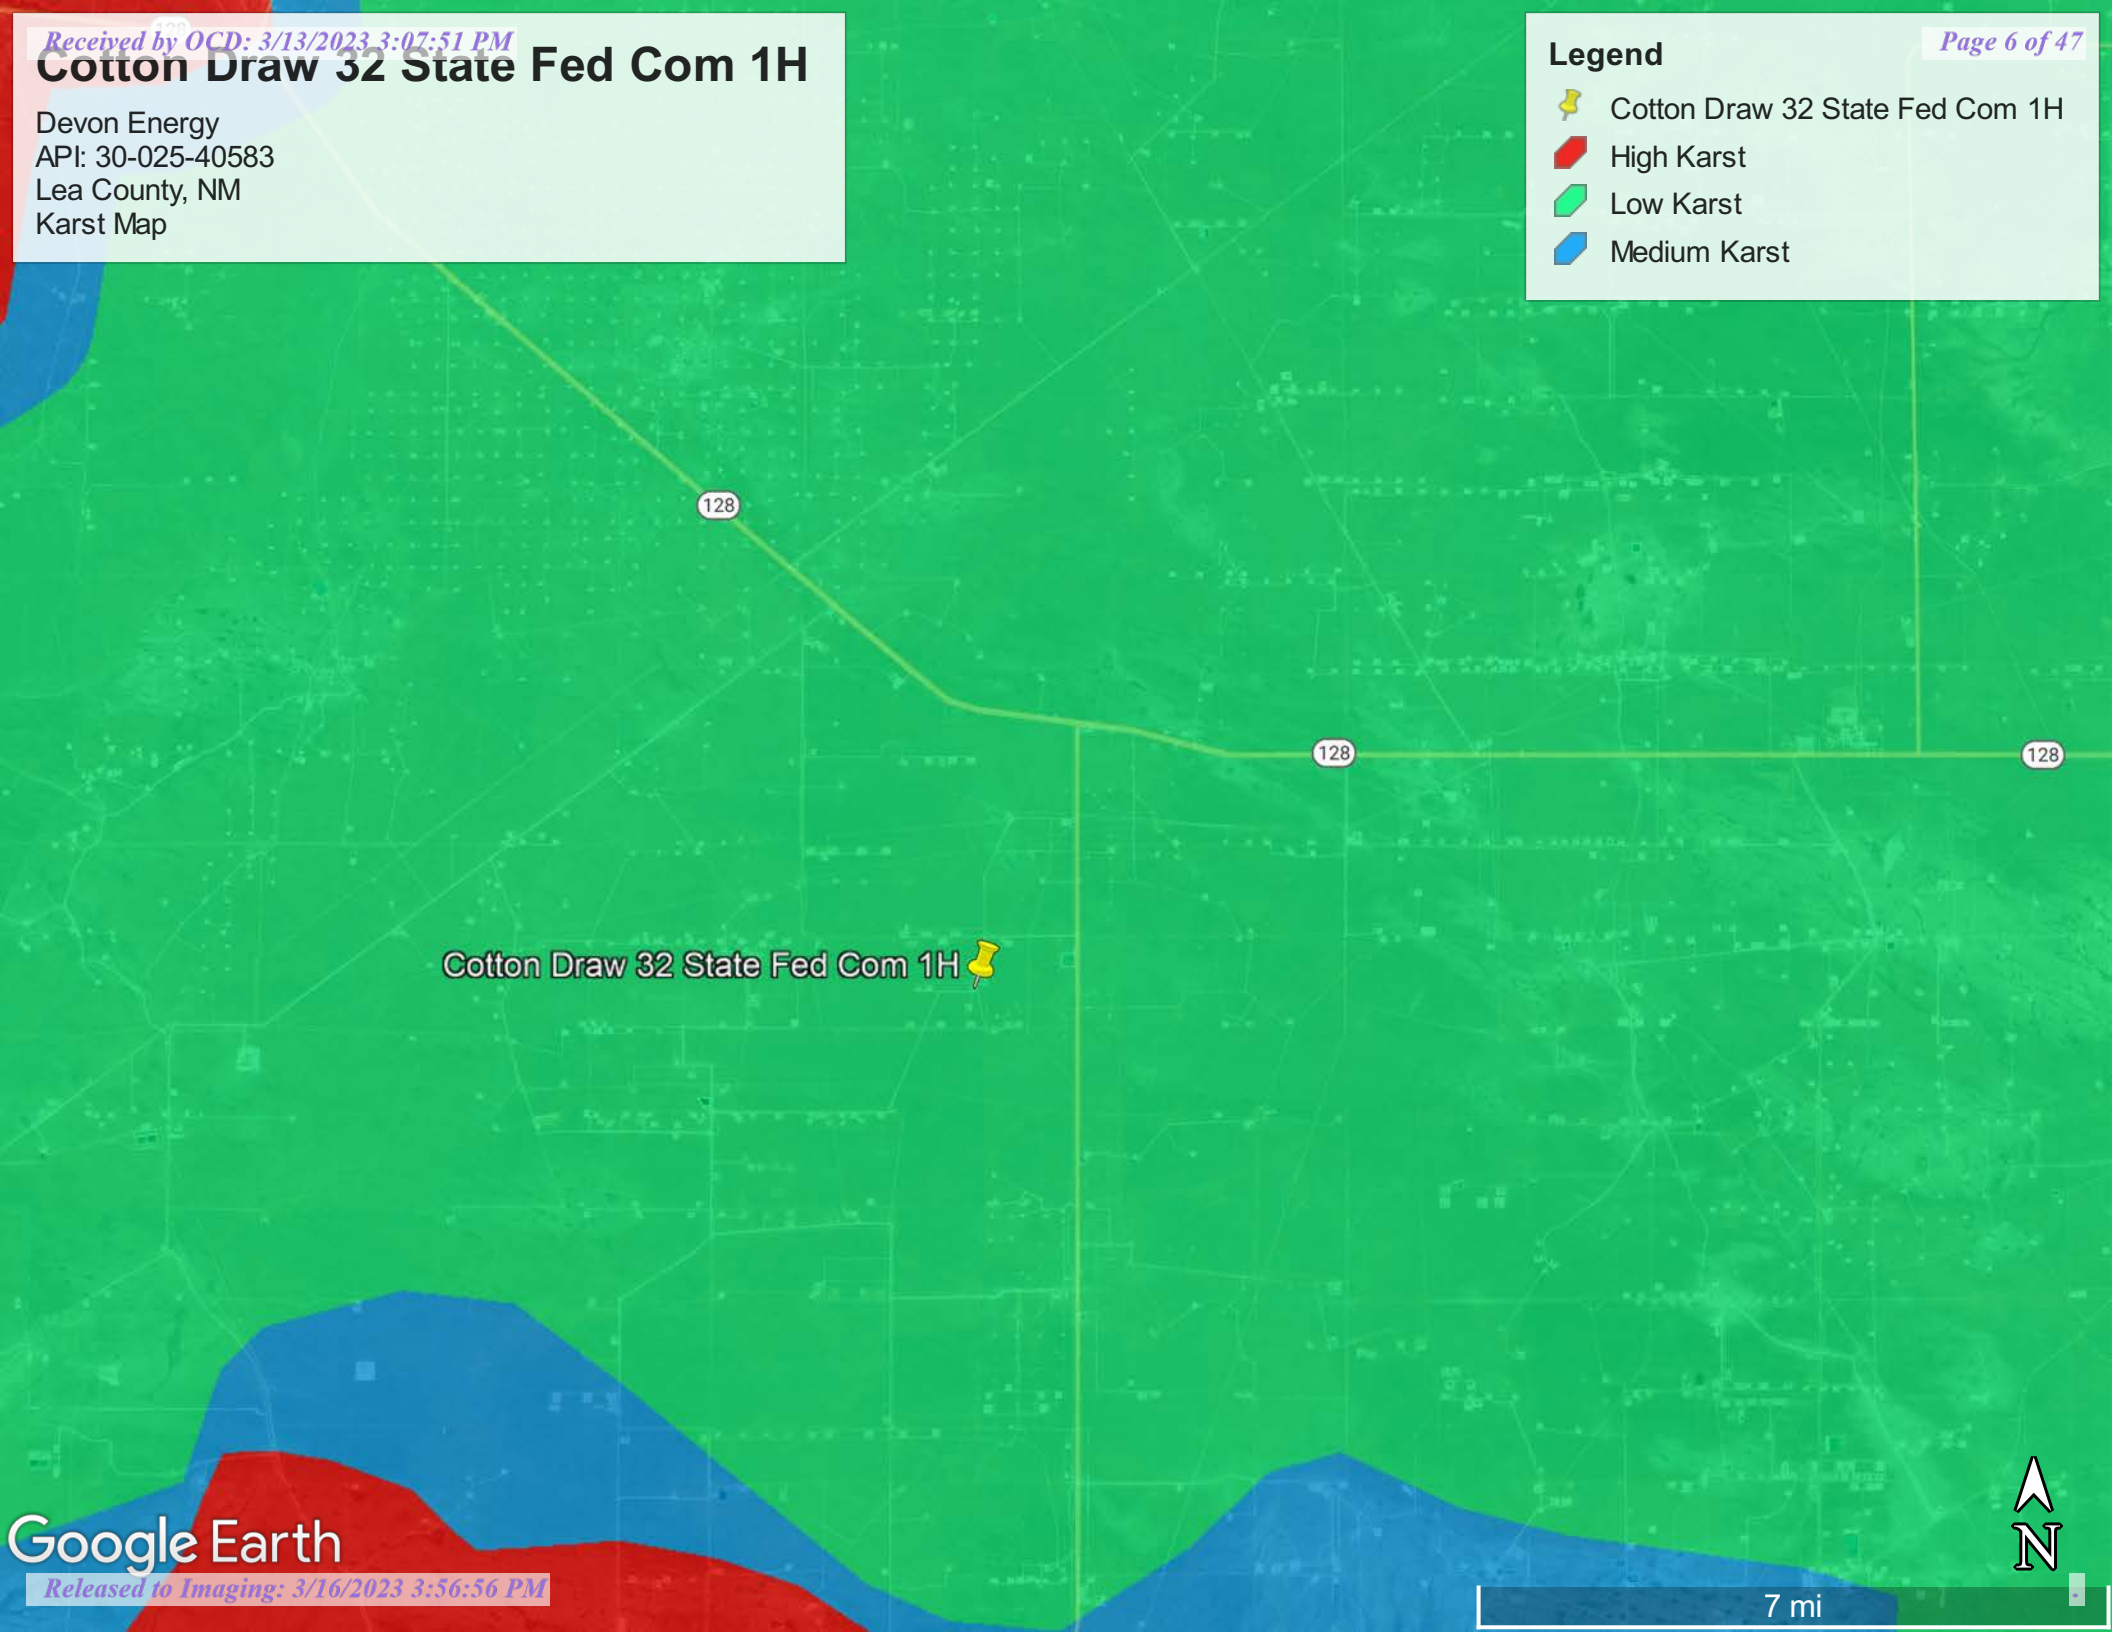 Received by OCD: 3/13/2023 3:07:51 PM
Page 6 of 47
Cotton Draw 32 State Fed Com 1H
Devon Energy
API: 30-025-40583
Lea County, NM
Karst Map
Legend
Cotton Draw 32 State Fed Com 1H
High Karst
Low Karst
Medium Karst
128
128
128
128
Cotton Draw 32 State Fed Com 1H
N
Google Earth
Released to Imaging: 3/16/2023 3:56:56 PM
7 mi